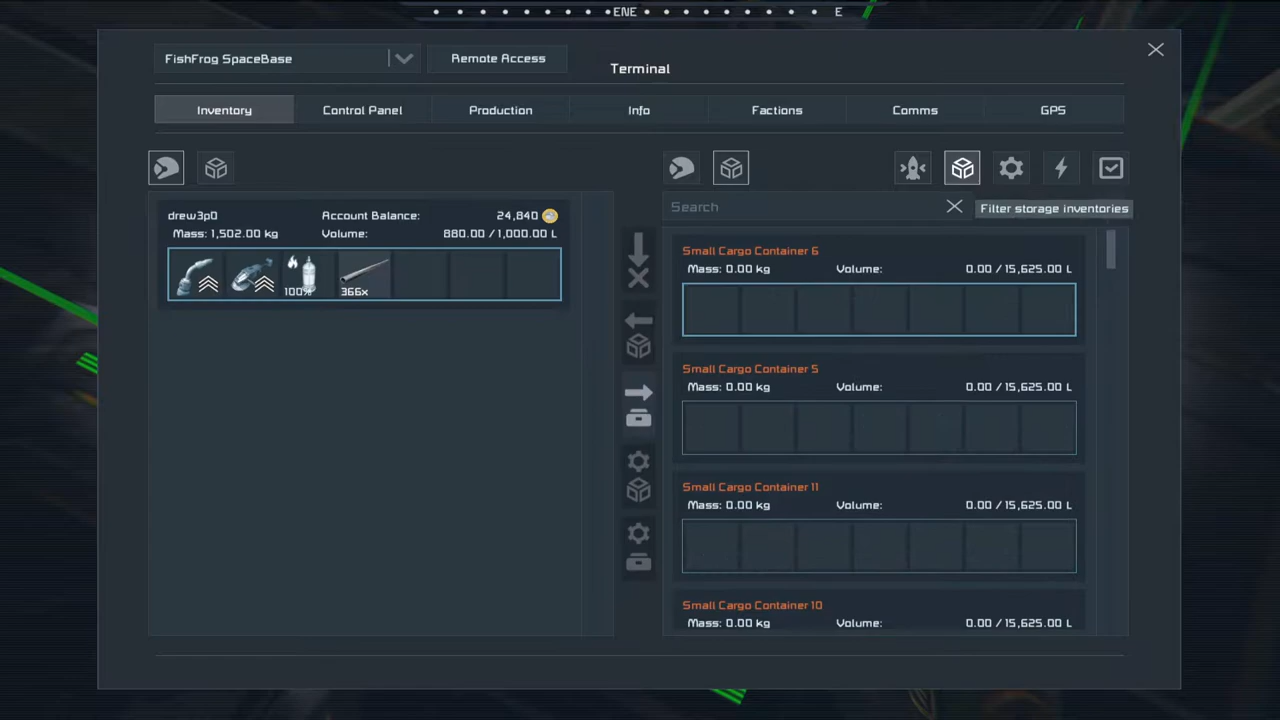 ENE
E
FishFrog SpaceBase
Remote Access
Terminal
Inventory
Control Panel
Production
Info
Factions
Comms
GPS
Search
Filter storage inventories
drew3p0
Account Balance:
24,840
Mass: 1,502.00 kg
Volume:
880.00 / 1,000.00 L
100%
366x
Small Cargo Container 6
Mass: 0.00 kg
Volume:
0.00 / 15,625.00 L
Small Cargo Container 5
Mass: 0.00 kg
Volume:
0.00 / 15,625.00 L
Small Cargo Container 11
Mass: 0.00 kg
Volume:
0.00 / 15,625.00 L
Small Cargo Container 10
Mass: 0.00 kg
Volume:
0.00 / 15,625.00 L